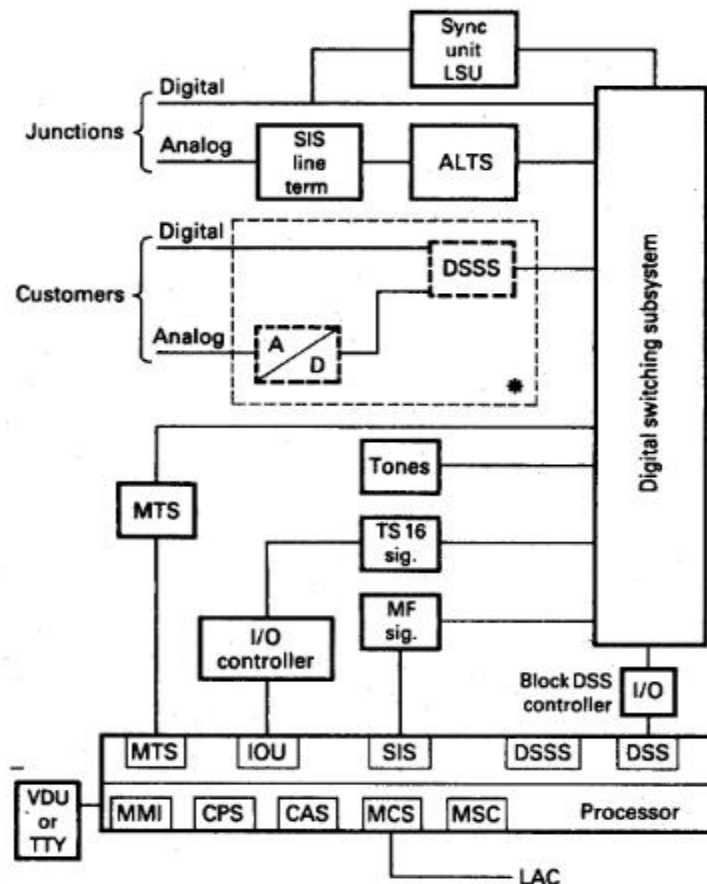 Sync
unit
LSU
Digital
Junctions
Analog
SIS
line
term
ALTS
Digital
DSSS
Customers
Analog
A
D
*
Digital switching subsystem
Tones
MTS
TS 16
sig.
MF
sig.
I/O
controller
Block DSS
controller
I/O
MTS IOU SIS DSSS DSS
VDU
or
TTY
MMI CPS CAS MCS MSC Processor
LAC